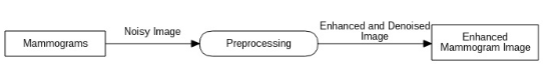 Mammograms
Noisy Image
Preprocessing
Enhanced and Denoised
Image
Enhanced
Mammogram Image